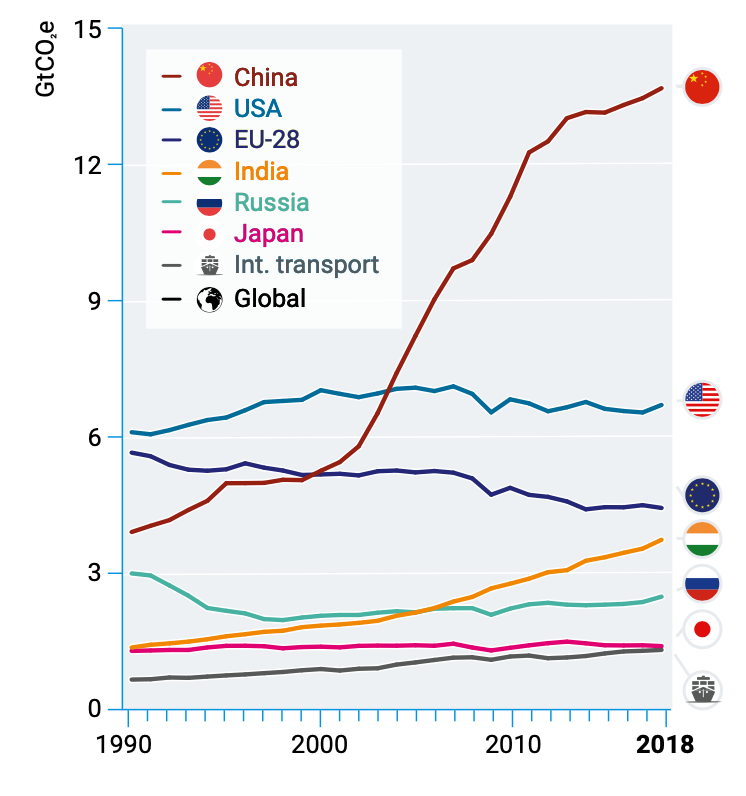 GtCO₂e
15
12
9
6
3
0
China
USA
EU-28
India
Russia
Japan
Int. transport
Global
1990 2000 2010 2018